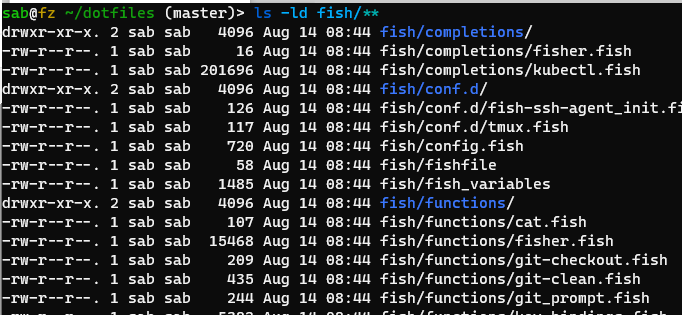 sab@fz ~/dotfiles (master)> ls -ld fish/**
drwxr-xr-x. 2 sab sab   4096 Aug 14 08:44 fish/completions/
-rw-r--r--. 1 sab sab     16 Aug 14 08:44 fish/completions/fisher.fish
-rw-r--r--. 1 sab sab 201696 Aug 14 08:44 fish/completions/kubectl.fish
drwxr-xr-x. 2 sab sab   4096 Aug 14 08:44 fish/conf.d/
-rw-r--r--. 1 sab sab    126 Aug 14 08:44 fish/conf.d/fish-ssh-agent_init.fi
-rw-r--r--. 1 sab sab    117 Aug 14 08:44 fish/conf.d/tmux.fish
-rw-r--r--. 1 sab sab    720 Aug 14 08:44 fish/config.fish
-rw-r--r--. 1 sab sab     58 Aug 14 08:44 fish/fishfile
-rw-r--r--. 1 sab sab   1485 Aug 14 08:44 fish/fish_variables
drwxr-xr-x. 2 sab sab   4096 Aug 14 08:44 fish/functions/
-rw-r--r--. 1 sab sab    107 Aug 14 08:44 fish/functions/cat.fish
-rw-r--r--. 1 sab sab  15468 Aug 14 08:44 fish/functions/fisher.fish
-rw-r--r--. 1 sab sab    209 Aug 14 08:44 fish/functions/git-checkout.fish
-rw-r--r--. 1 sab sab    435 Aug 14 08:44 fish/functions/git-clean.fish
-rw-r--r--. 1 sab sab    244 Aug 14 08:44 fish/functions/git_prompt.fish
-rw-r--r--. 1 sab sab Aug 14 08:44